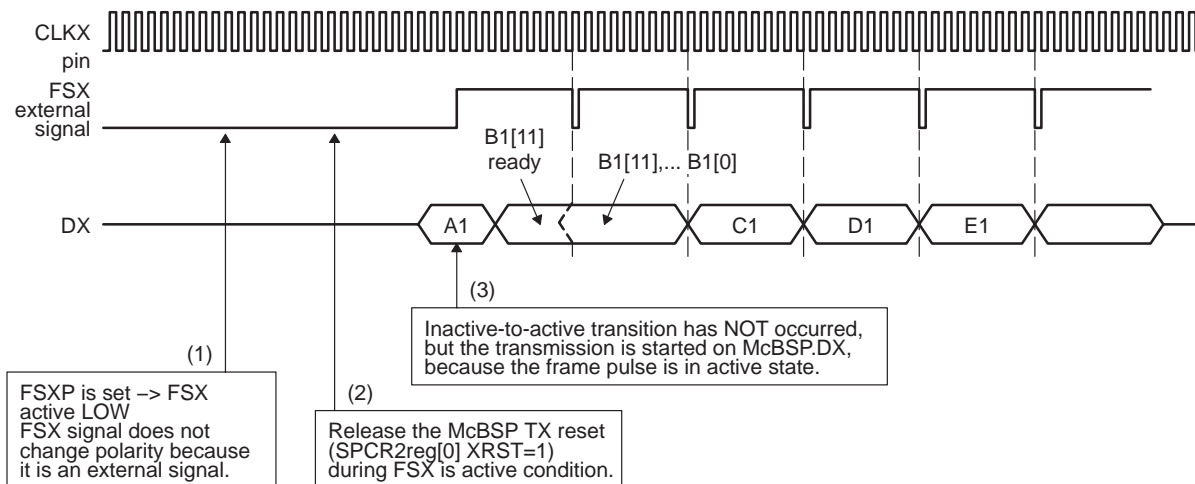 CLKX
pin
FSX
external
signal
B1[11]
ready
B1[11],... B1[0]
DX
A1
C1
D1
E1
(3)
Inactive-to-active transition has NOT occurred,
but the transmission is started on McBSP.DX,
because the frame pulse is in active state.
(1)
FSXP is set −> FSX
active LOW
FSX signal does not
change polarity because
it is an external signal.
(2)
Release the McBSP TX reset
(SPCR2reg[0] XRST=1)
during FSX is active condition.